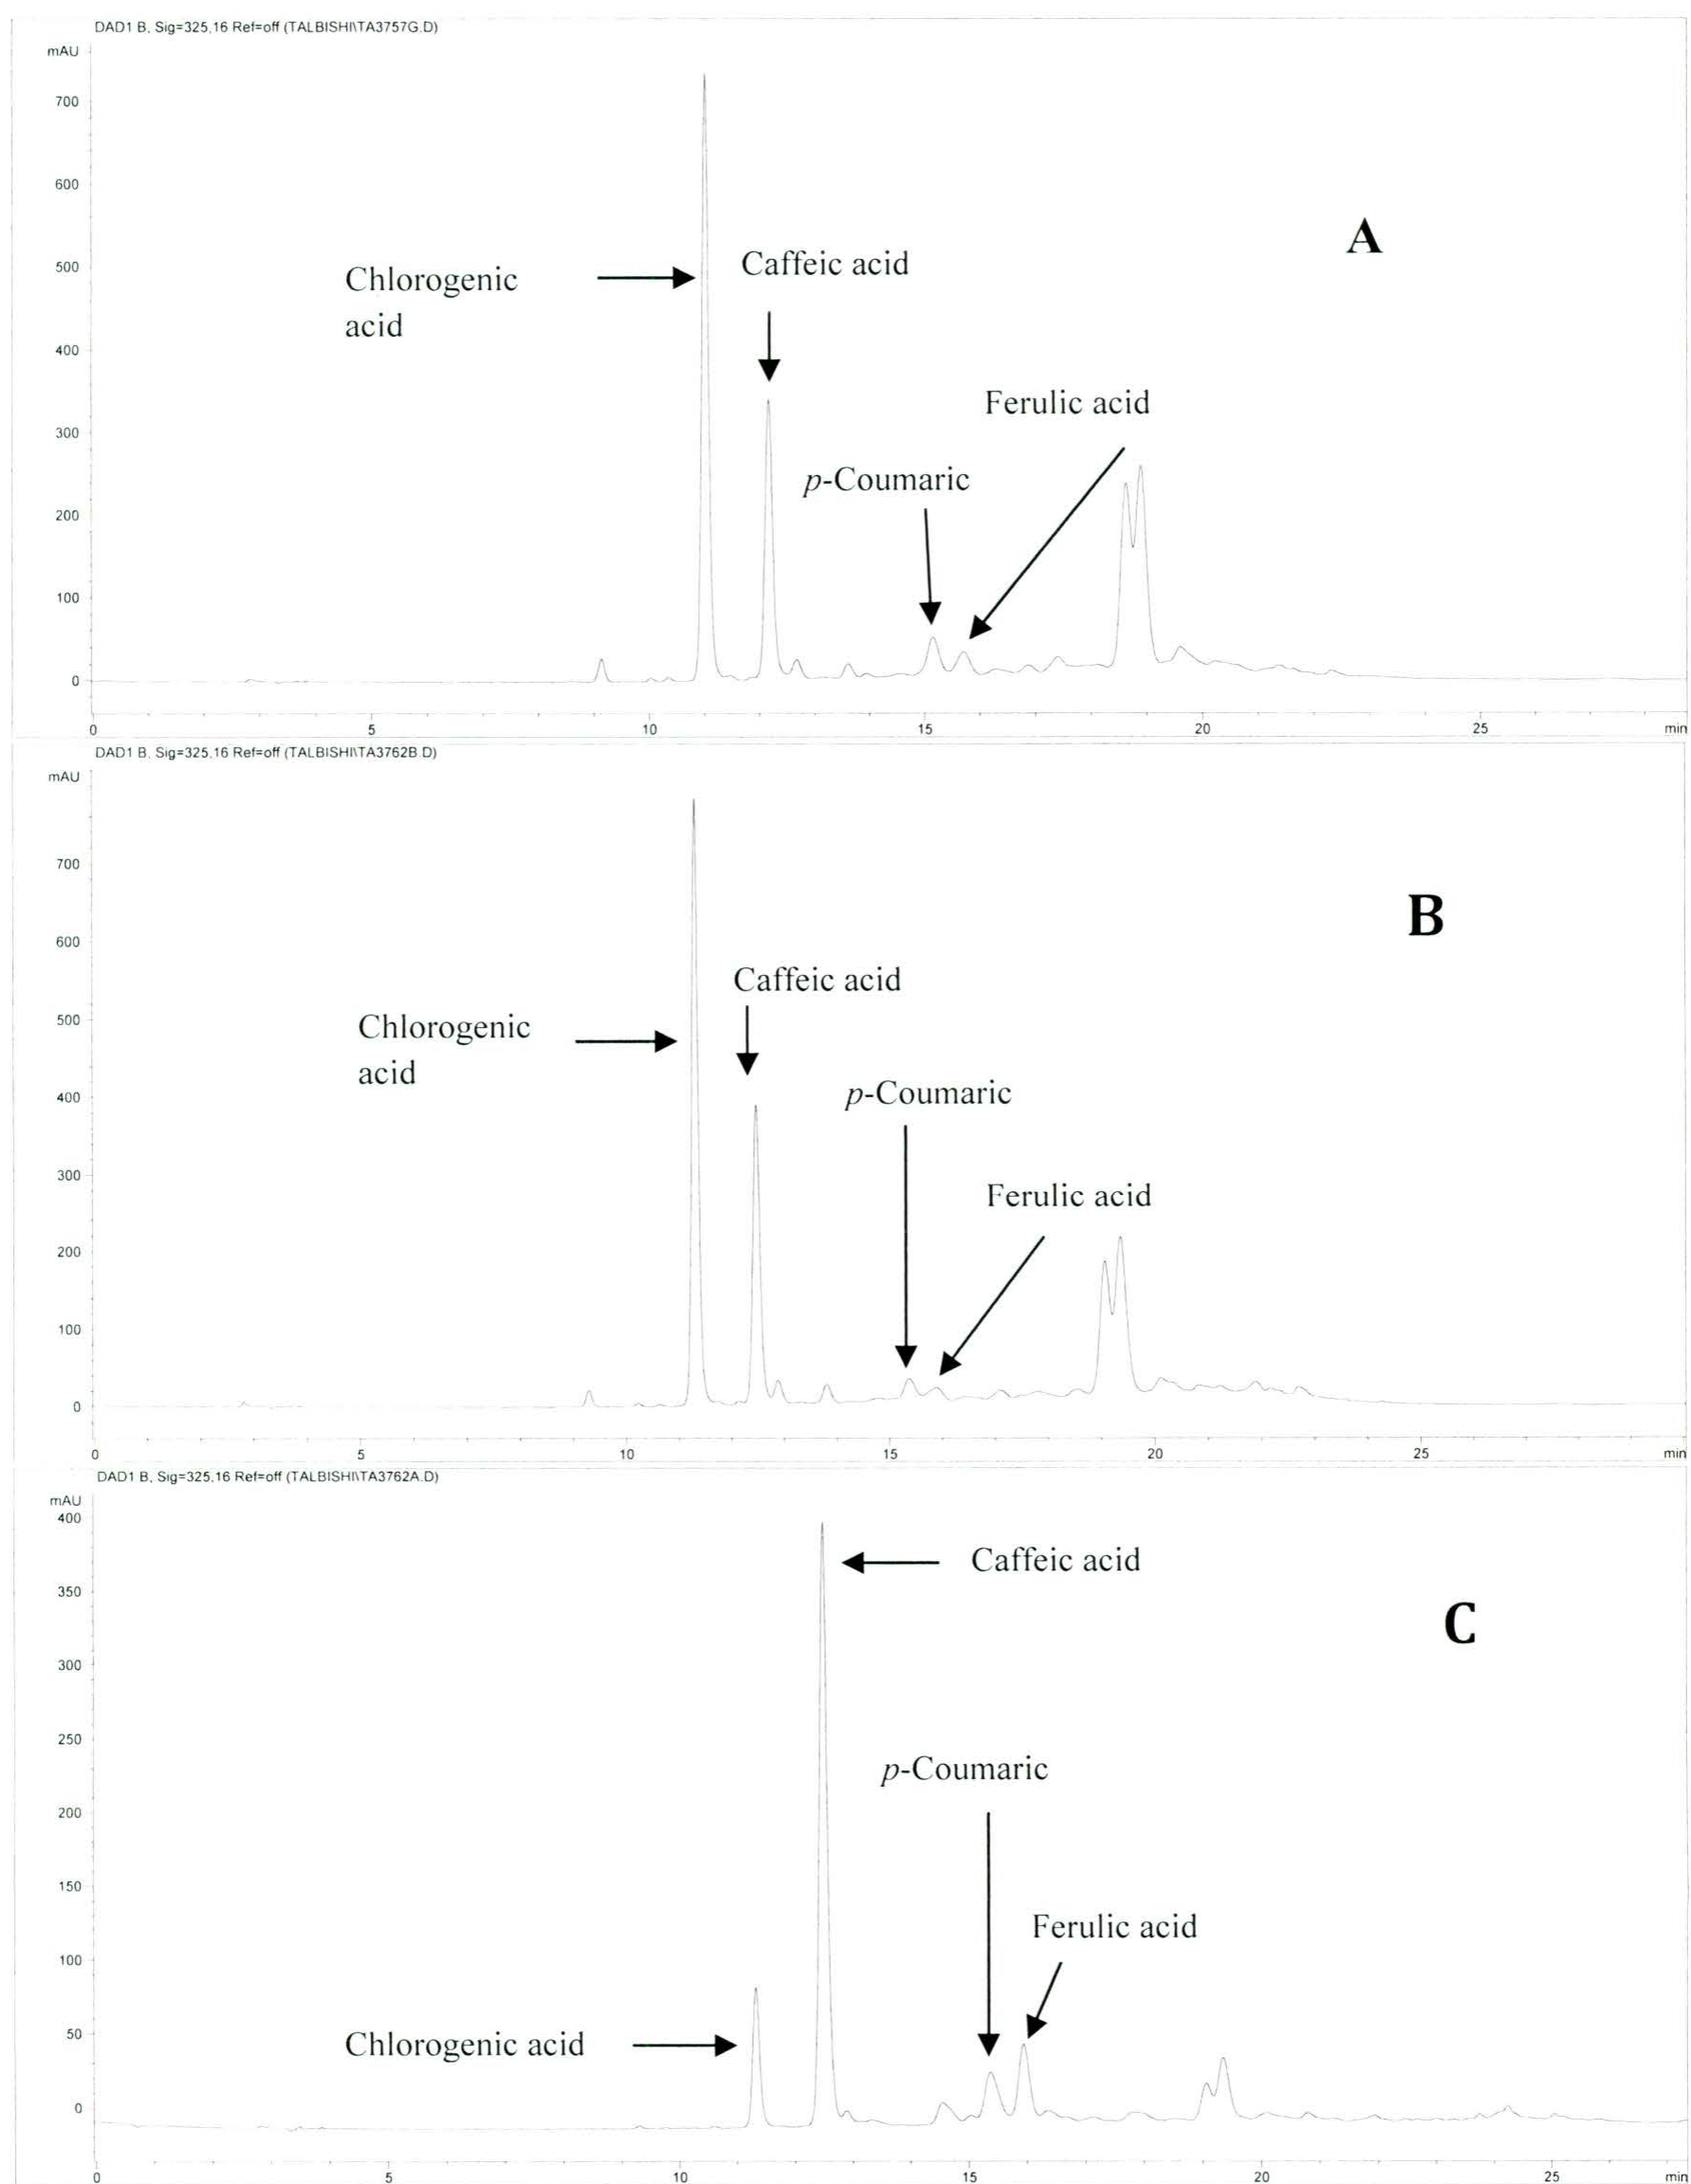 DAD1 B, Sig=325,16 Ref=off (TALBISHI\TA3757G.D)
mAU
700
600
500
400
300
200
100
0
Chlorogenic
acid
Caffeic acid
p-Coumaric
Ferulic acid
A
0 5 10 15 20 25 min
DAD1 B, Sig=325,16 Ref=off (TALBISHI\TA3762B.D)
mAU
700
600
500
400
300
200
100
0
Chlorogenic
acid
Caffeic acid
p-Coumaric
Ferulic acid
B
0 5 10 15 20 25 min
DAD1 B, Sig=325,16 Ref=off (TALBISHI\TA3762A.D)
mAU
400
350
300
250
200
150
100
50
0
Caffeic acid
C
p-Coumaric
Ferulic acid
Chlorogenic acid
0 5 10 15 20 25 min